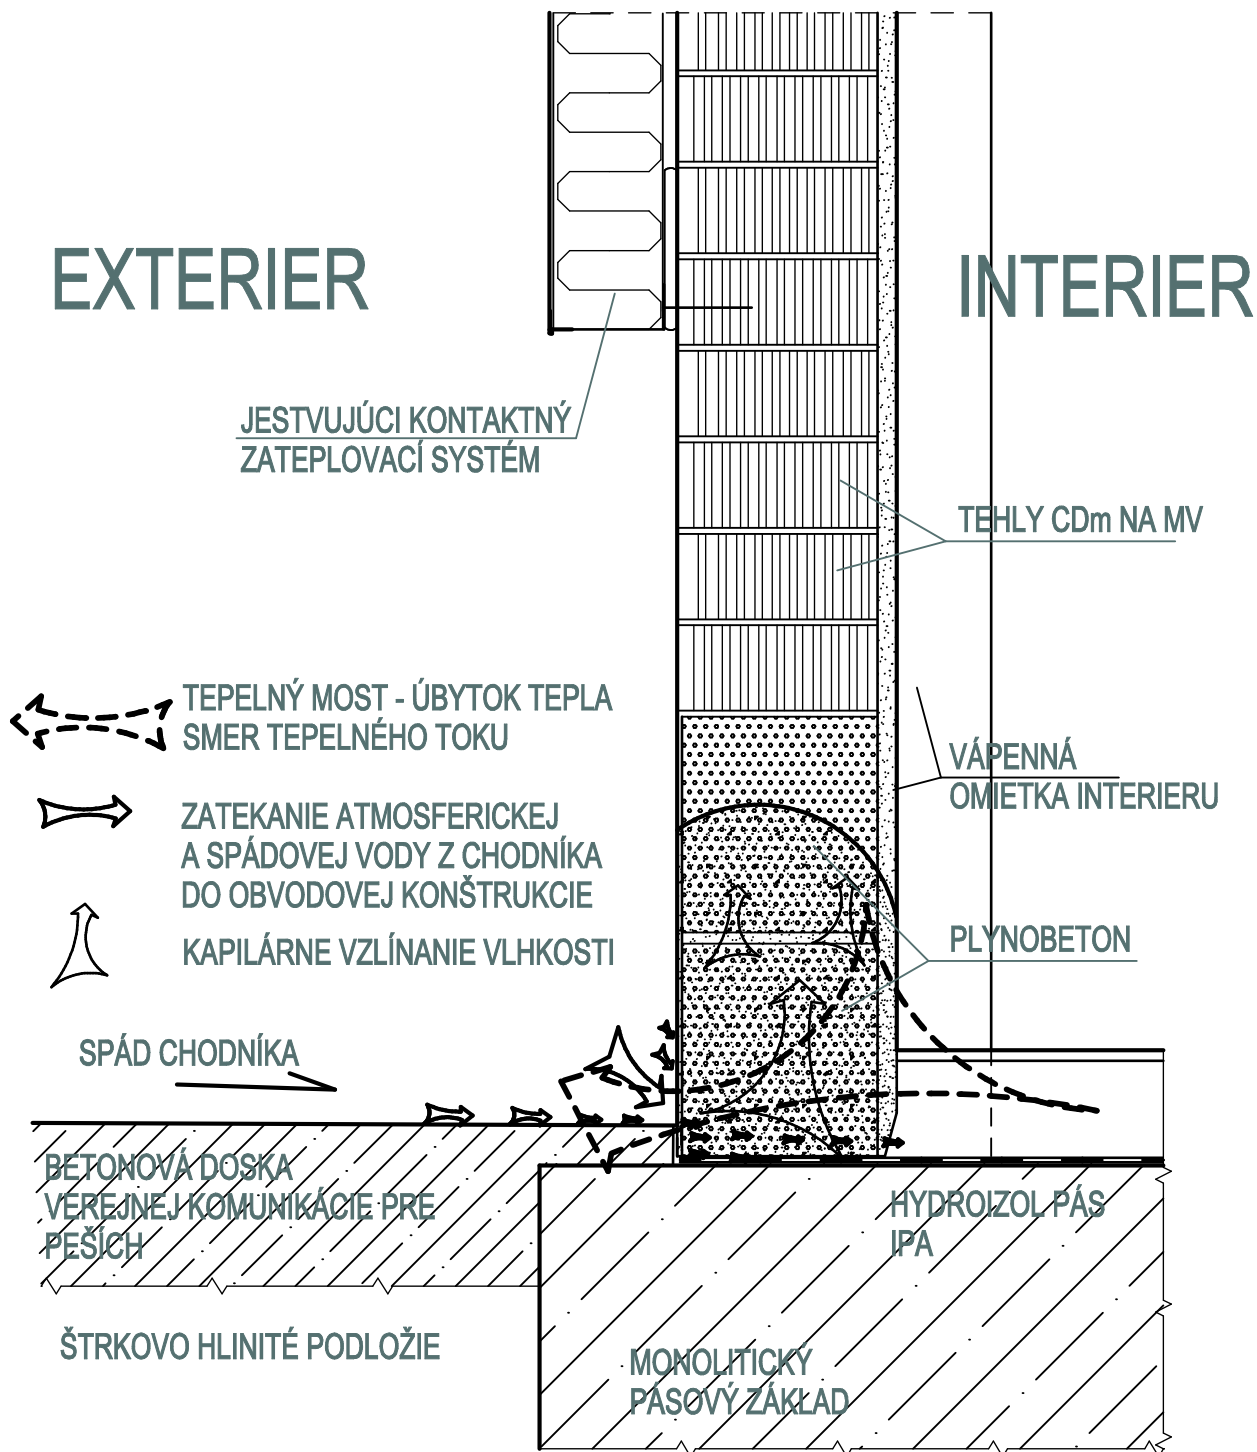 EXTERIER
INTERIER
JESTVUJÚCI KONTAKTNÝ
ZATEPLOVACÍ SYSTÉM
TEHLY CDm NA MV
TEPELNÝ MOST - ÚBYTOK TEPLA
SMER TEPELNÉHO TOKU
VÁPENNÁ
OMIETKA INTERIERU
ZATEKANIE ATMOSFERICKEJ
A SPÁDOVEJ VODY Z CHODNÍKA
DO OBVODOVEJ KONŠTRUKCIE
KAPILÁRNE VZLÍNANIE VLHKOSTI
PLYNOBETON
SPÁD CHODNÍKA
BETONOVÁ DOSKA
VEREJNEJ KOMUNIKÁCIE PRE
PEŠÍCH
HYDROIZOL PÁS
IPA
ŠTRKOVO HLINITÉ PODLOŽIE
MONOLITICKÝ
PÁSOVÝ ZÁKLAD